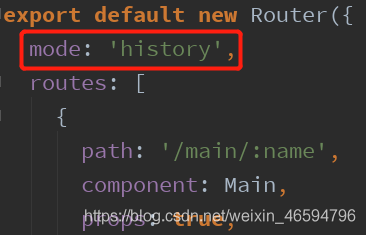 export default new Router({
mode: 'history',
routes: [
{
path: '/main/:name',
component: Main,
https://blog.csdn.net/weixin_46594796
props: true,